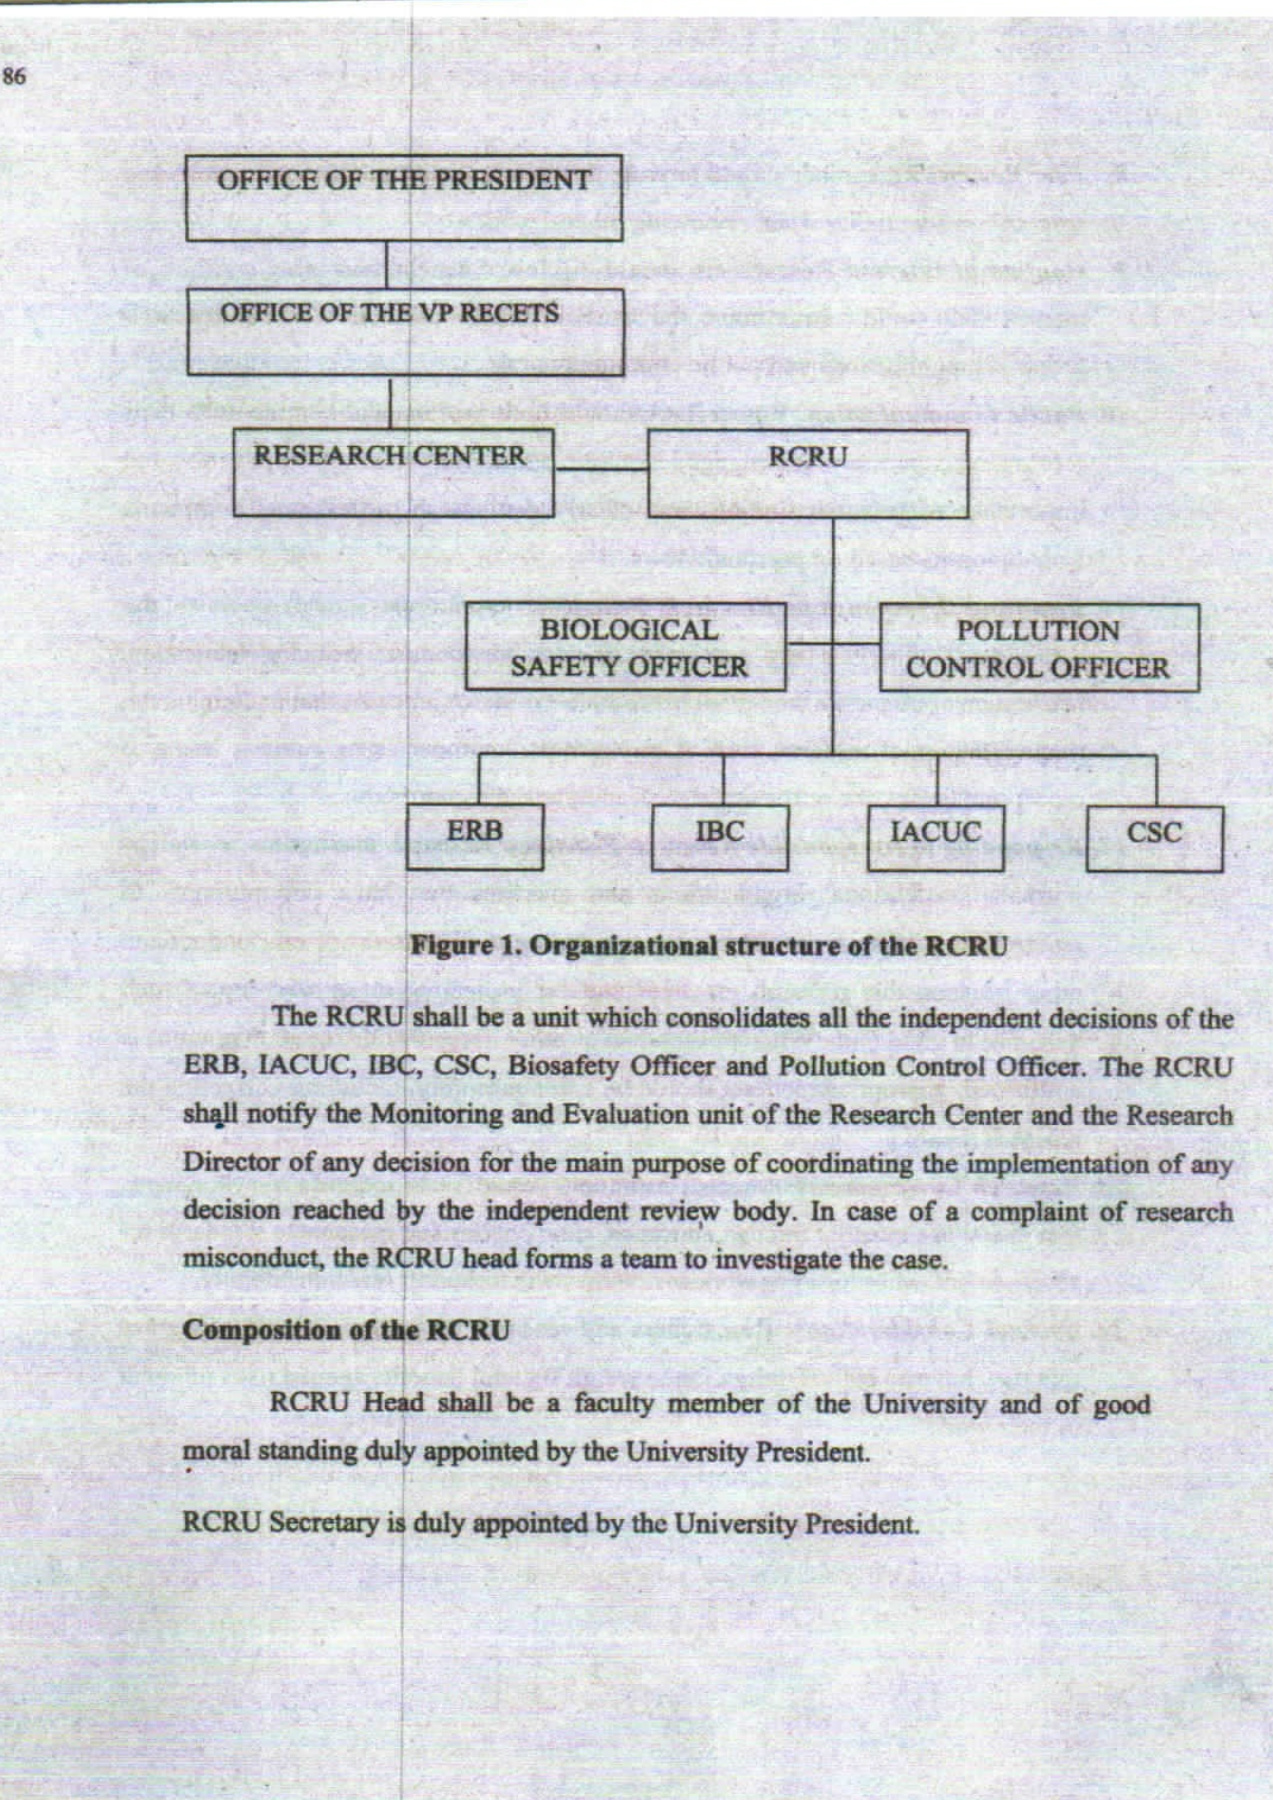 86
OFFICE OF THE PRESIDENT
OFFICE OF THE VP RECETS
RESEARCH CENTER
RCRU
BIOLOGICAL
SAFETY OFFICER
POLLUTION
CONTROL OFFICER
ERB
IBC
IACUC
CSC
Figure 1. Organizational structure of the RCRU
The RCRU shall be a unit which consolidates all the independent decisions of the
ERB, IACUC, IBC, CSC, Biosafety Officer and Pollution Control Officer. The RCRU
shall notify the Monitoring and Evaluation unit of the Research Center and the Research
Director of any decision for the main purpose of coordinating the implementation of any
decision reached by the independent review body. In case of a complaint of research
misconduct, the RCRU head forms a team to investigate the case.
Composition of the RCRU
RCRU Head shall be a faculty member of the University and of good
moral standing duly appointed by the University President.
RCRU Secretary is duly appointed by the University President.